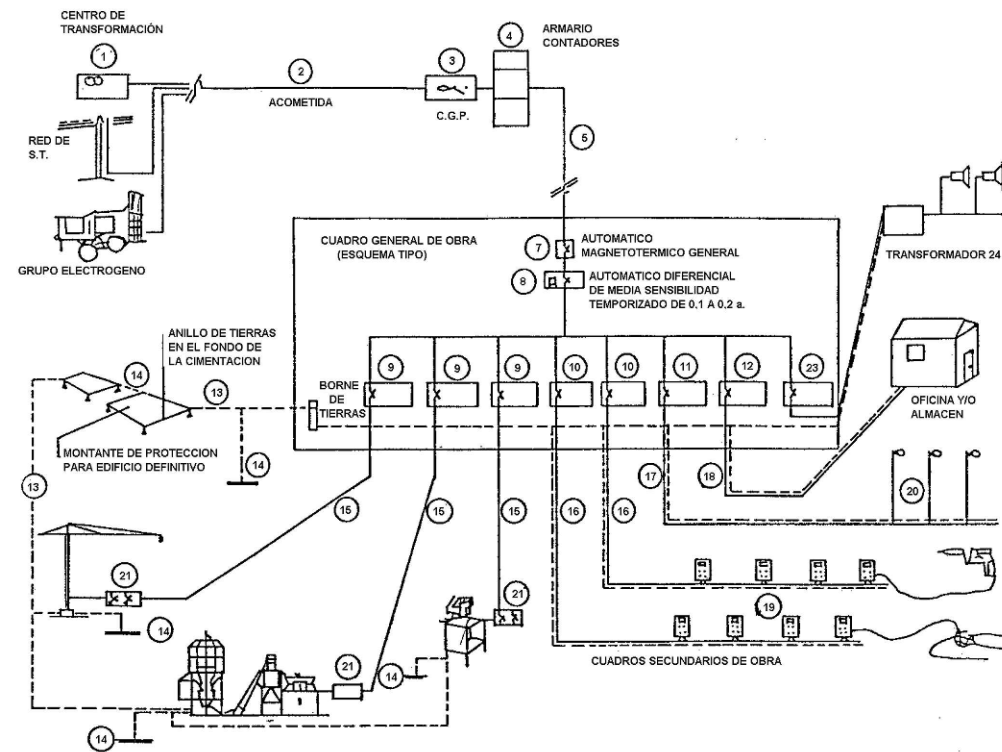 CENTRO DE
TRANSFORMACIÓN
1
2
ACOMETIDA
3
C.G.P.
4
ARMARIO
CONTADORES
5
RED DE
S.T.
GRUPO ELECTROGENO
CUADRO GENERAL DE OBRA
(ESQUEMA TIPO)
7
AUTOMATICO
MAGNETOTERMICO GENERAL
8
AUTOMATICO DIFERENCIAL
DE MEDIA SENSIBILIDAD
TEMPORIZADO DE 0,1 A 0,2 a.
TRANSFORMADOR 24
ANILLO DE TIERRAS
EN EL FONDO DE
LA CIMENTACION
14
13
BORNE
DE
TIERRAS
9
9
9
10
10
11
12
23
OFICINA Y/O
ALMACEN
MONTANTE DE PROTECCION
PARA EDIFICIO DEFINITIVO
14
13
15
15
15
16
16
17
18
20
21
14
21
14
21
19
CUADROS SECUNDARIOS DE OBRA
14